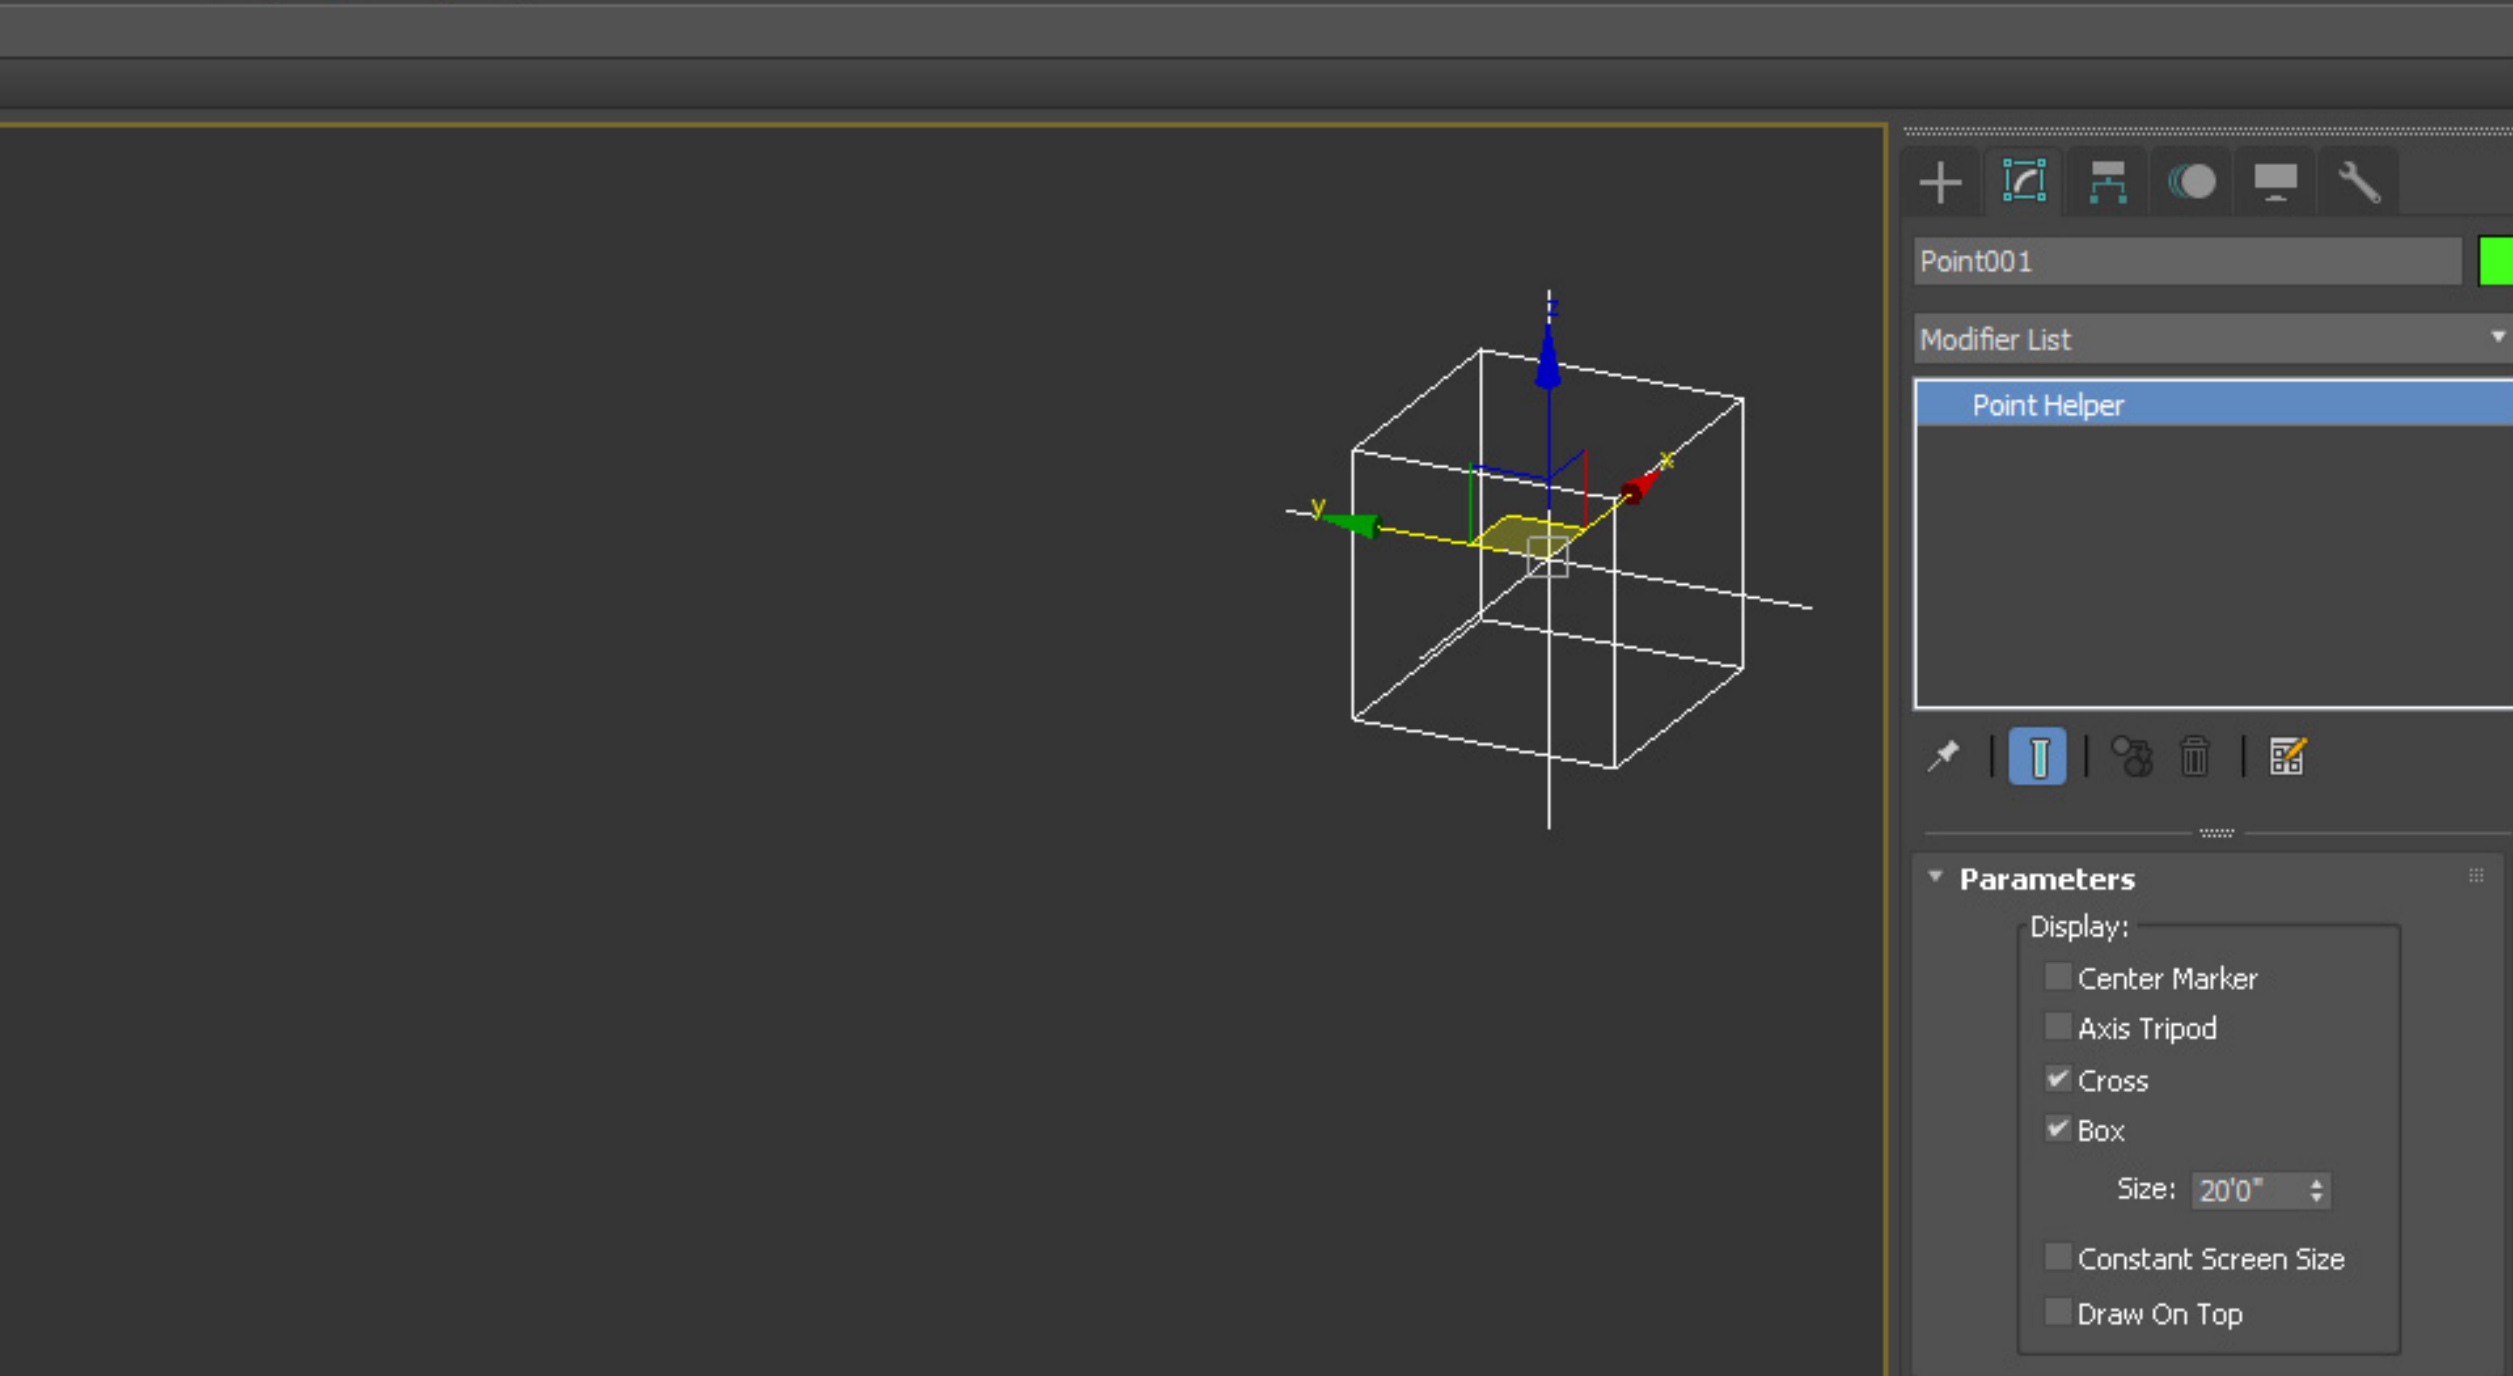 Point001
Modifier List
Point Helper
z
x
y
Parameters
Display:
Center Marker
Axis Tripod
Cross
Box
Size: 20'0"
Constant Screen Size
Draw On Top